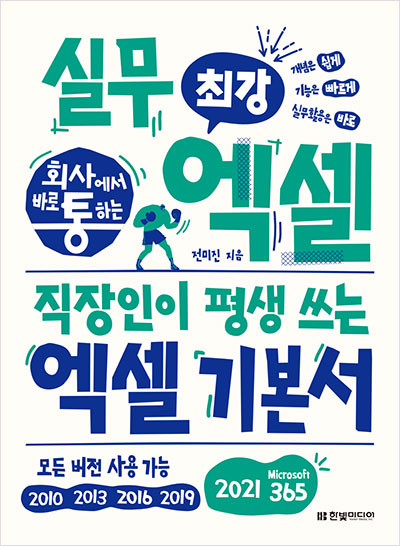 실무
최강
개념은 쉽게
기능은 빠르게
실무활용은 바로
회사에서
바로 통하는
엑셀
전미진 지음
직장인이 평생 쓰는
엑셀 기본서
모든 버전 사용 가능
2010 2013 2016 2019
2021 Microsoft 365
HB 한빛미디어